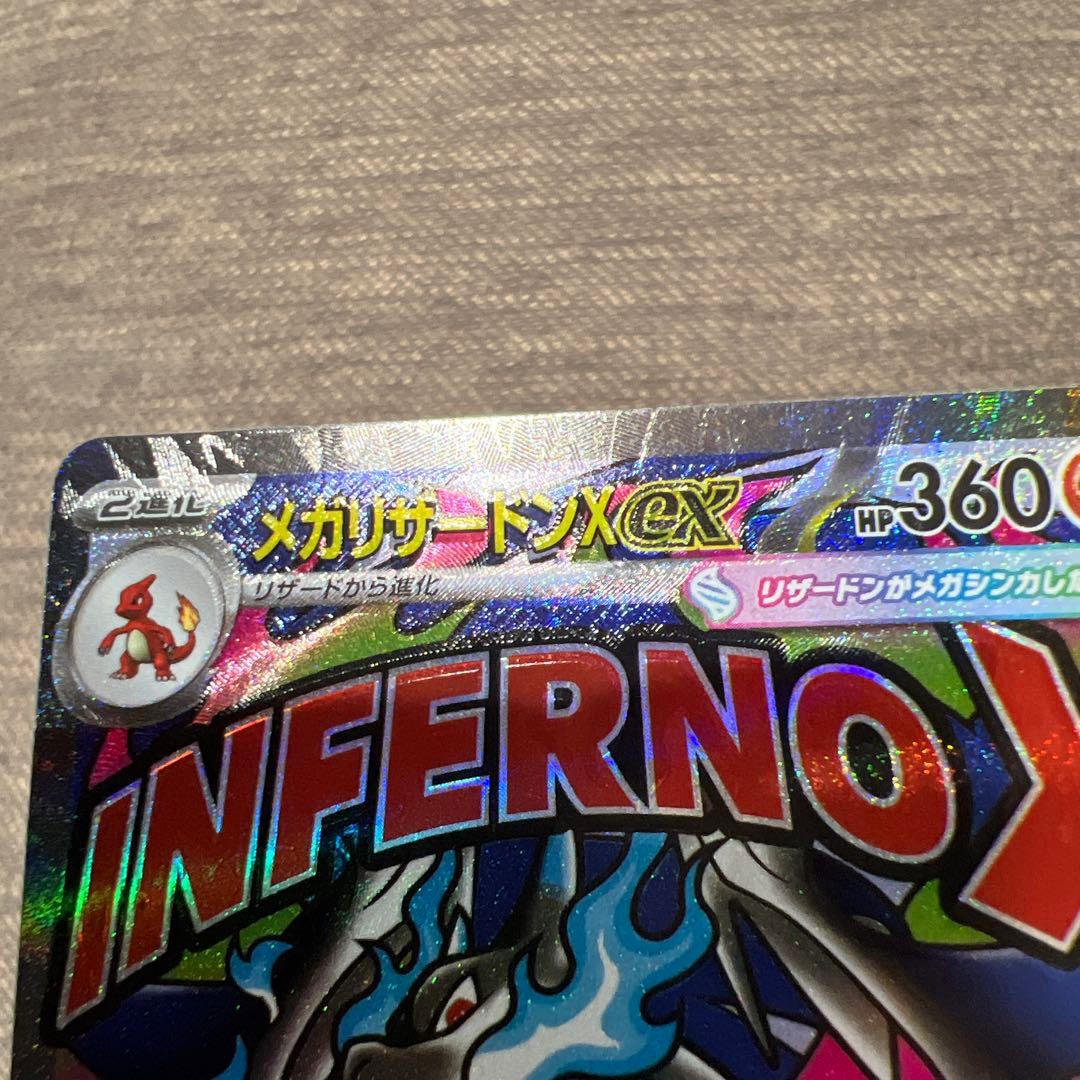 2進化
メガリザードンXex
HP360
リザードから進化
リザードンがメガシンカした
INFERNO X